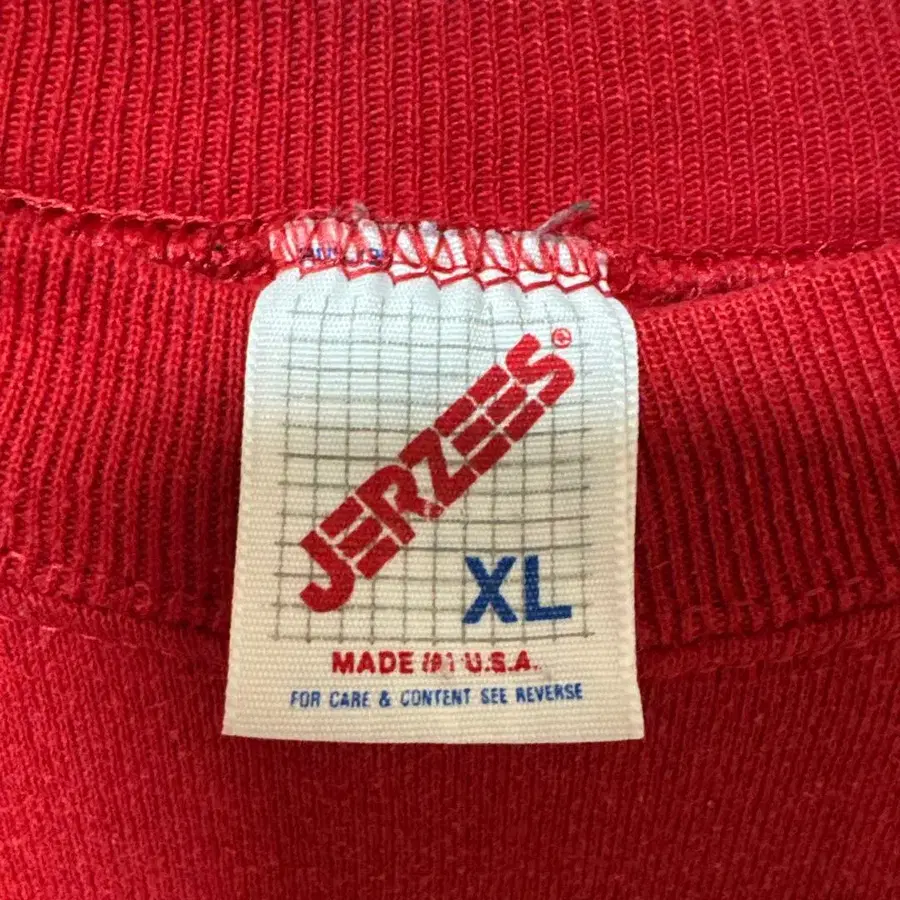 JERZEES®
XL
MADE IN U.S.A.
FOR CARE & CONTENT SEE REVERSE